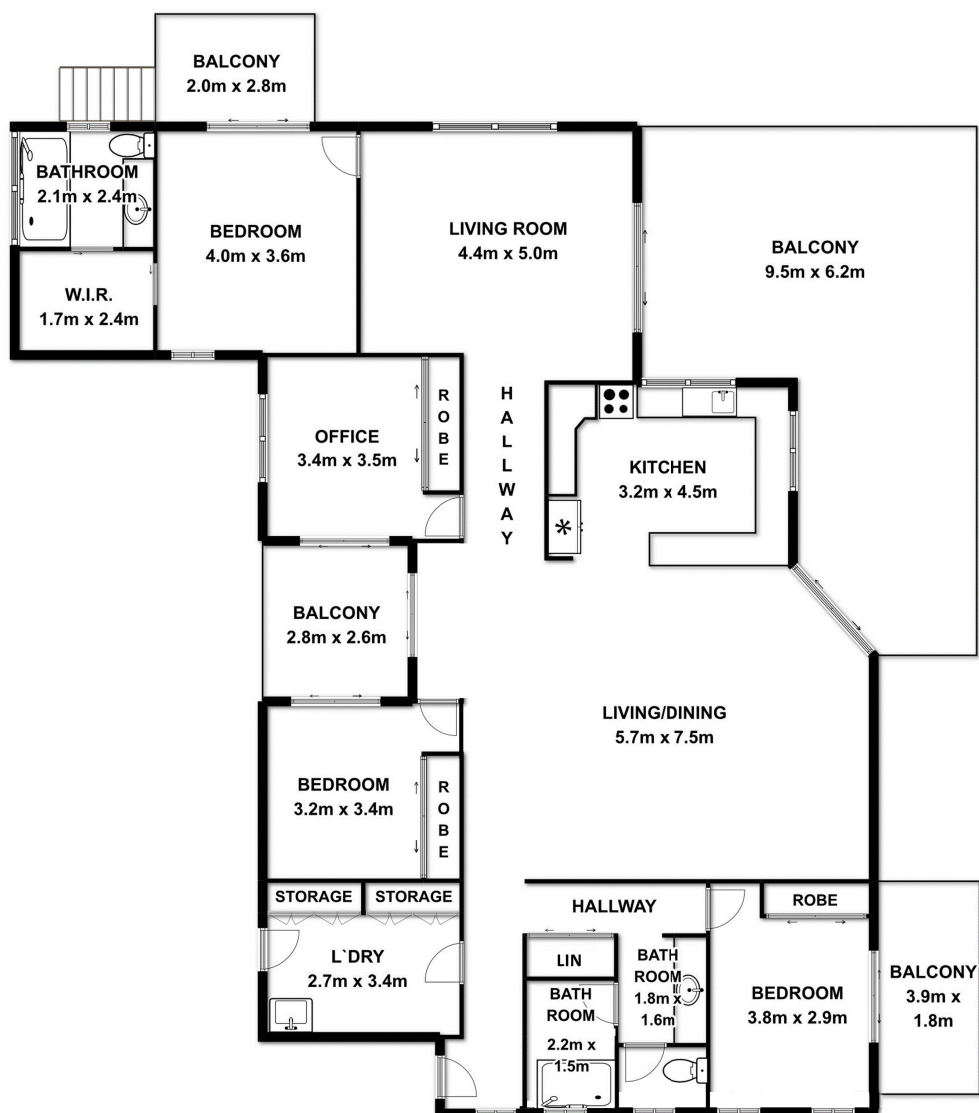 BALCONY
2.0m x 2.8m
BATHROOM
2.1m x 2.4m
BEDROOM
4.0m x 3.6m
LIVING ROOM
4.4m x 5.0m
BALCONY
9.5m x 6.2m
W.I.R.
1.7m x 2.4m
OFFICE
3.4m x 3.5m
ROBE
HALLWAY
KITCHEN
3.2m x 4.5m
*
BALCONY
2.8m x 2.6m
LIVING/DINING
5.7m x 7.5m
BEDROOM
3.2m x 3.4m
ROBE
STORAGE
STORAGE
L`DRY
2.7m x 3.4m
HALLWAY
LIN
BATH
ROOM
2.2m x
1.5m
BATH
ROOM
1.8m x
1.6m
ROBE
BEDROOM
3.8m x 2.9m
BALCONY
3.9m x
1.8m